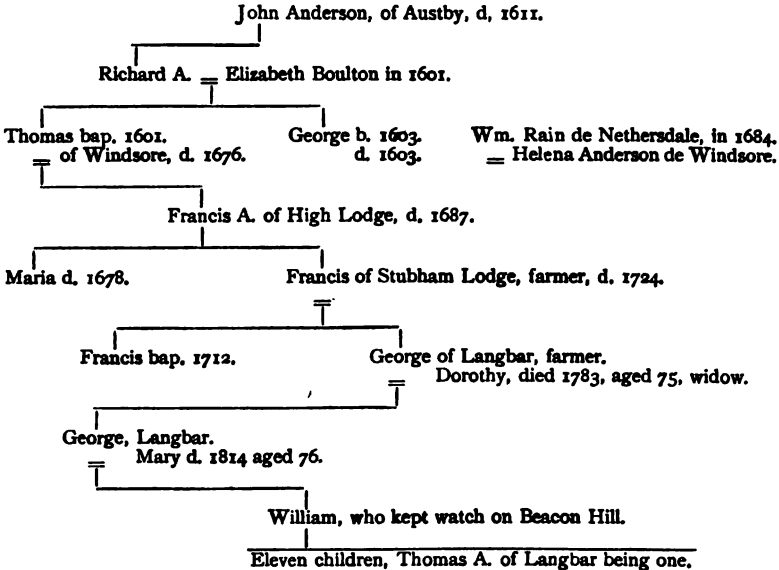 John Anderson, of Austby, d, 1611.
Richard A. = Elizabeth Boulton in 1601.
Thomas bap. 1601. George b. 1603. Wm. Rain de Nethersdale, in 1684.
= of Windsore, d. 1676. d. 1603. = Helena Anderson de Windsore.
Francis A. of High Lodge, d. 1687.
Maria d. 1678. Francis of Stubham Lodge, farmer, d. 1724.
=
Francis bap. 1712. George of Langbar, farmer.
= Dorothy, died 1783, aged 75, widow.
George, Langbar.
= Mary d. 1814 aged 76.
William, who kept watch on Beacon Hill.
Eleven children, Thomas A. of Langbar being one.